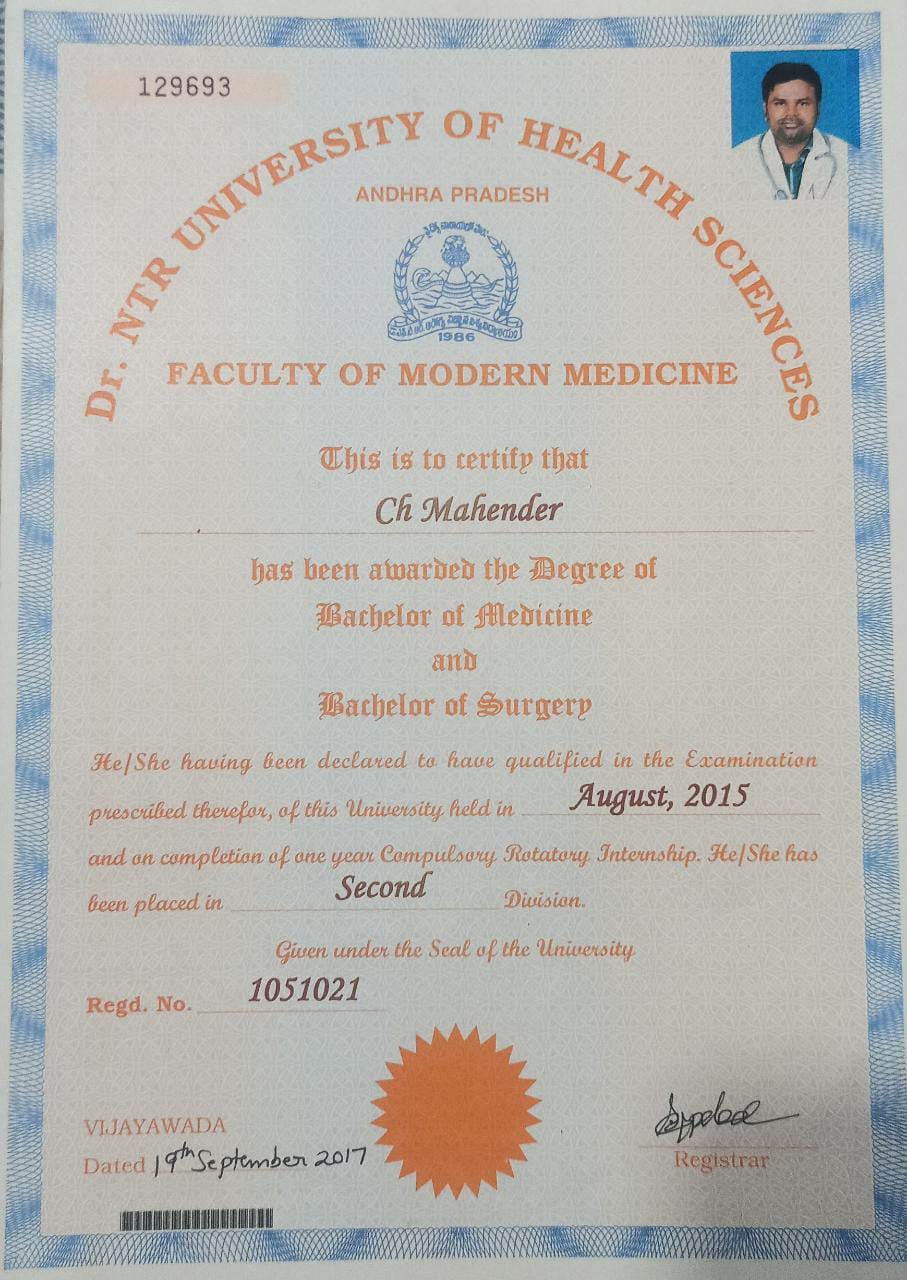 129693
Dr. NTR UNIVERSITY OF HEALTH SCIENCES
ANDHRA PRADESH
1986
FACULTY OF MODERN MEDICINE
This is to certify that
Ch Mahender
has been awarded the Degree of
Bachelor of Medicine
and
Bachelor of Surgery
He/She having been declared to have qualified in the Examination
prescribed therefor, of this University held in August, 2015
and on completion of one year Compulsory Rotatory Internship. He/She has
been placed in Second Division.
Given under the Seal of the University
Regd. No. 1051021
VIJAYAWADA
Dated 19th September 2017
Registrar